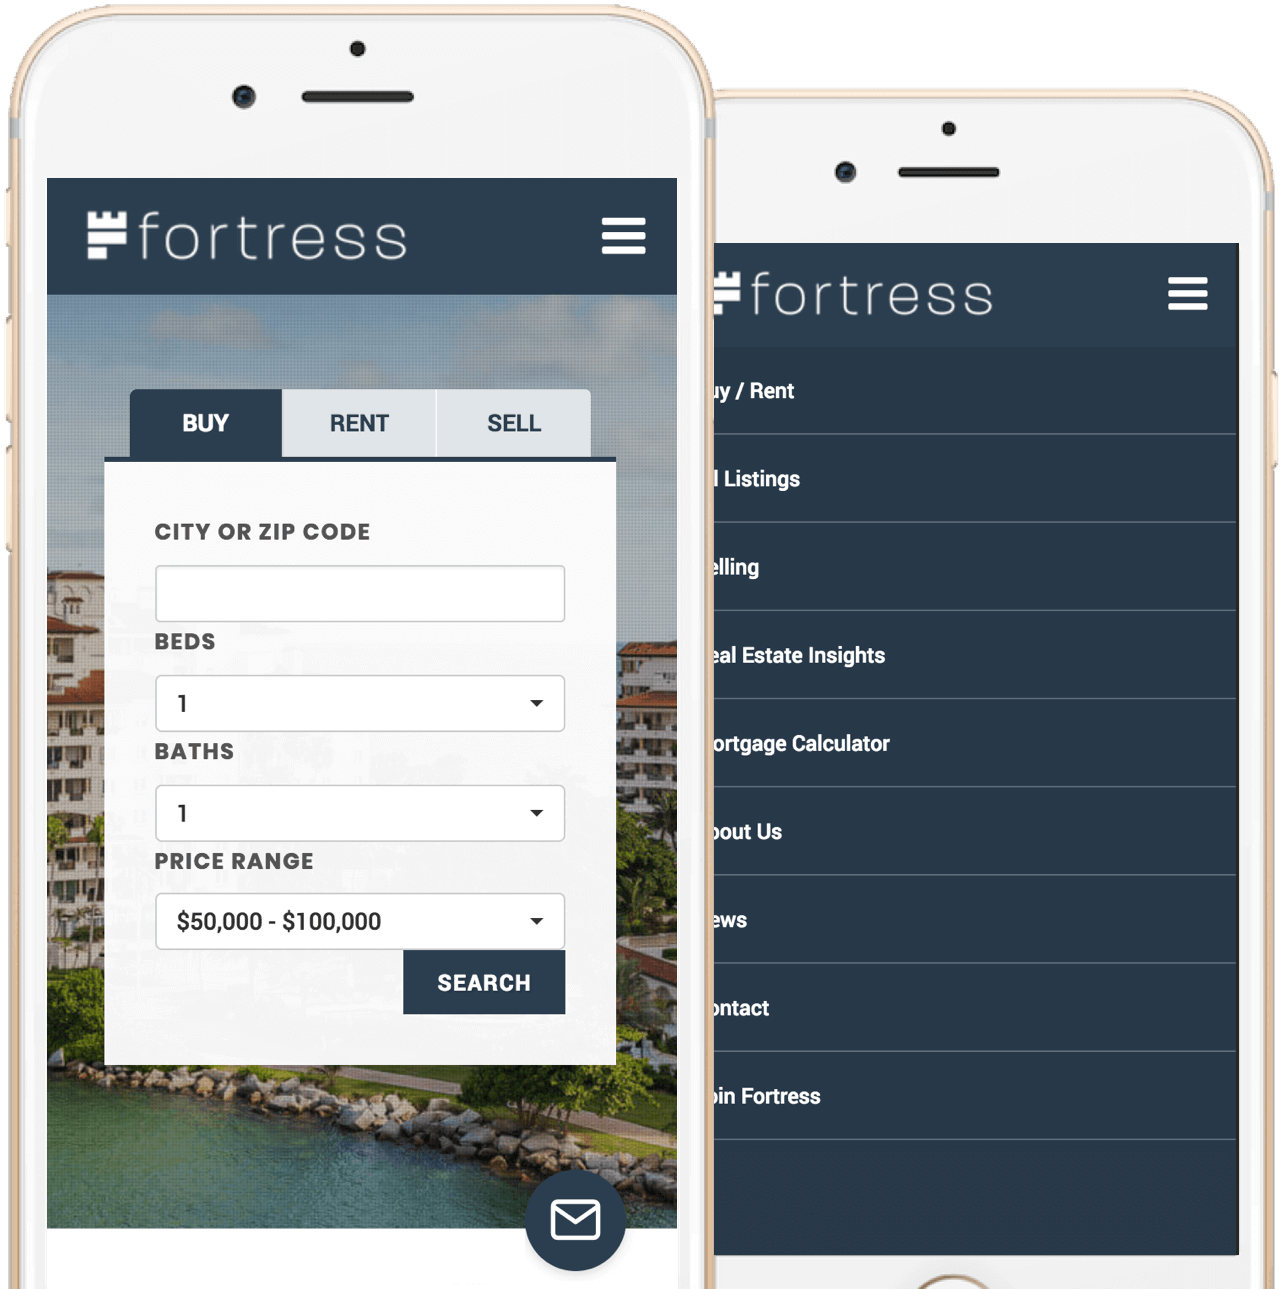 fortress
BUY RENT SELL
CITY OR ZIP CODE
BEDS
1
BATHS
1
PRICE RANGE
$50,000 - $100,000
SEARCH
fortress
uy / Rent
l Listings
elling
eal Estate Insights
ortgage Calculator
bout Us
ews
ontact
oin Fortress